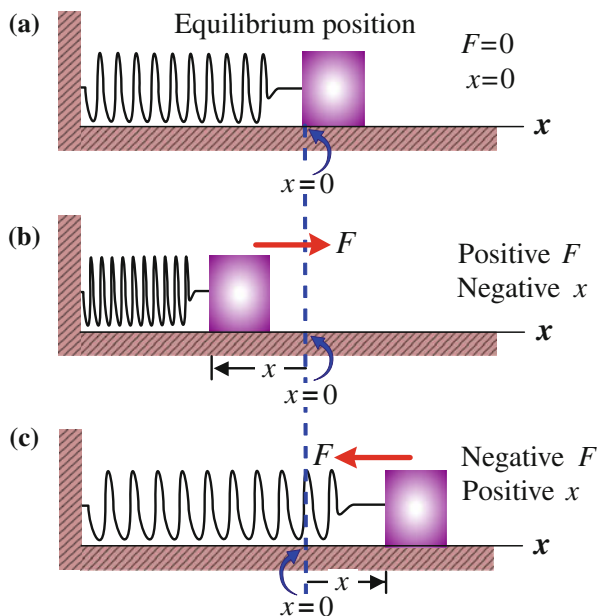 (a) Equilibrium position
F=0
x=0
x
x=0
(b)
F
Positive F
Negative x
x
x
x=0
(c)
F
Negative F
Positive x
x
x
x=0